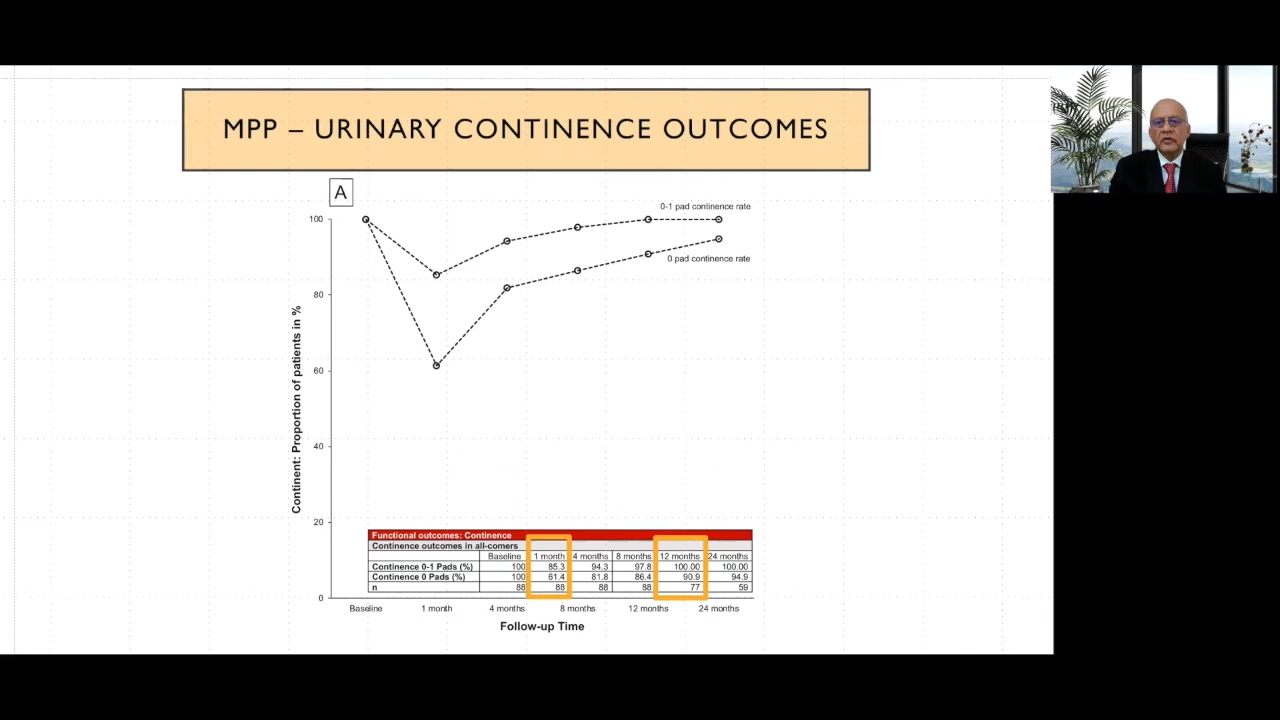 MPP – URINARY CONTINENCE OUTCOMES
A
0-1 pad continence rate
0 pad continence rate
100
80
60
40
20
0
Continent: Proportion of patients in %
Functional outcomes: Continence
Continence outcomes in all-comers
Baseline 1 month 4 months 8 months 12 months 24 months
Continence 0-1 Pads (%) 100 85.3 94.3 97.8 100.00 100.00
Continence 0 Pads (%) 100 61.4 81.8 86.4 90.9 94.9
n 88 88 88 88 77 59
Baseline 1 month 4 months 8 months 12 months 24 months
Follow-up Time